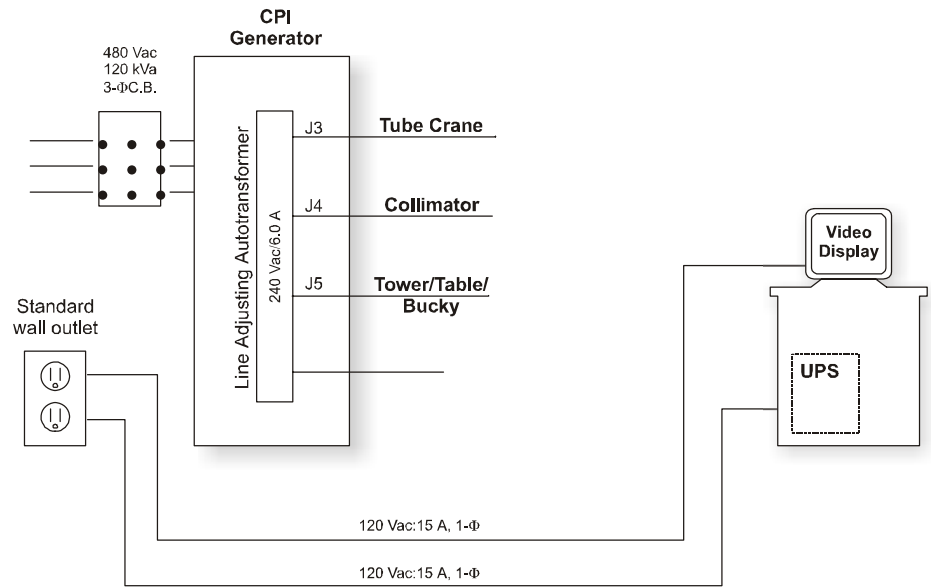 CPI
Generator
480 Vac
120 kVa
3-ΦC.B.
Line Adjusting Autotransformer
240 Vac/6.0 A
J3
Tube Crane
J4
Collimator
J5
Tower/Table/
Bucky
Video
Display
UPS
Standard
wall outlet
120 Vac:15 A, 1-Φ
120 Vac:15 A, 1-Φ